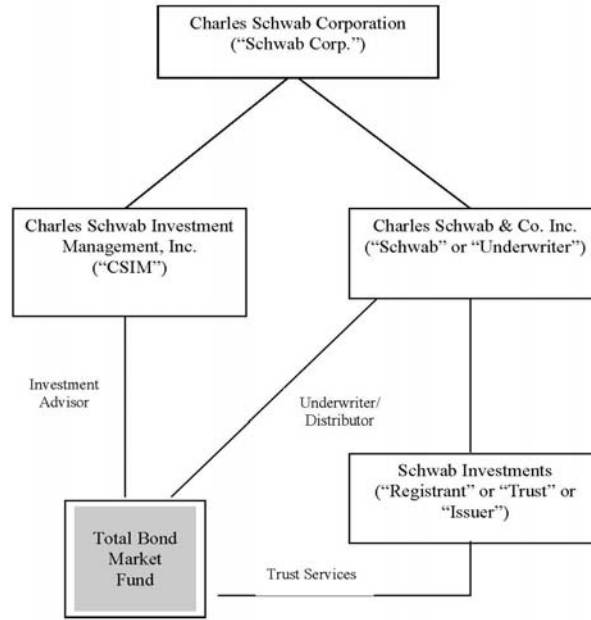 Charles Schwab Corporation
(“Schwab Corp.”)
Charles Schwab Investment
Management, Inc.
(“CSIM”)
Charles Schwab & Co. Inc.
(“Schwab” or “Underwriter”)
Investment
Advisor
Underwriter/
Distributor
Schwab Investments
(“Registrant” or “Trust” or
“Issuer”)
Total Bond
Market
Fund
Trust Services